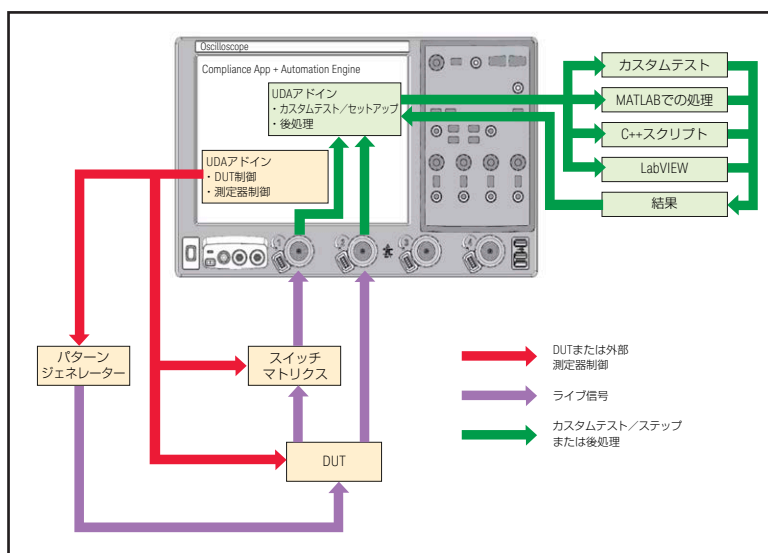 Oscilloscope
Compliance App + Automation Engine
UDAアドイン
・カスタムテスト／セットアップ
・後処理
UDAアドイン
・DUT制御
・測定器制御
カスタムテスト
MATLABでの処理
C++スクリプト
LabVIEW
結果
パターン
ジェネレーター
スイッチ
マトリクス
DUT
DUTまたは外部
測定器制御
ライブ信号
カスタムテスト／ステップ
または後処理